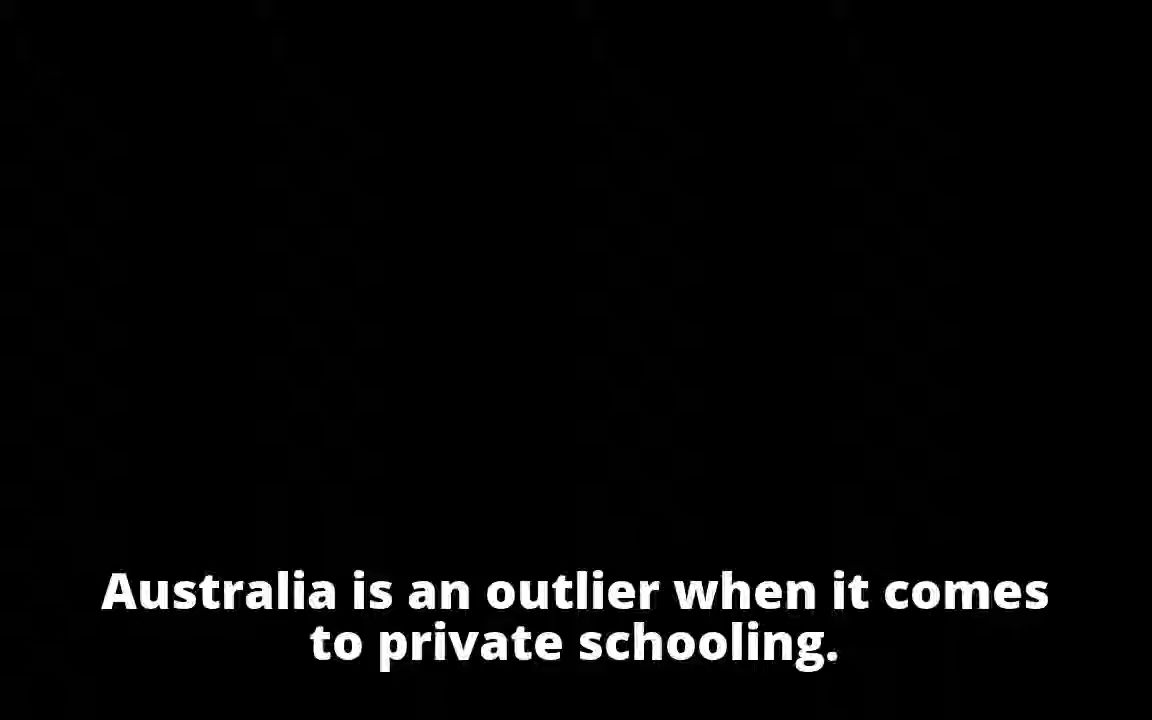 Australia is an outlier when it comes
to private schooling.